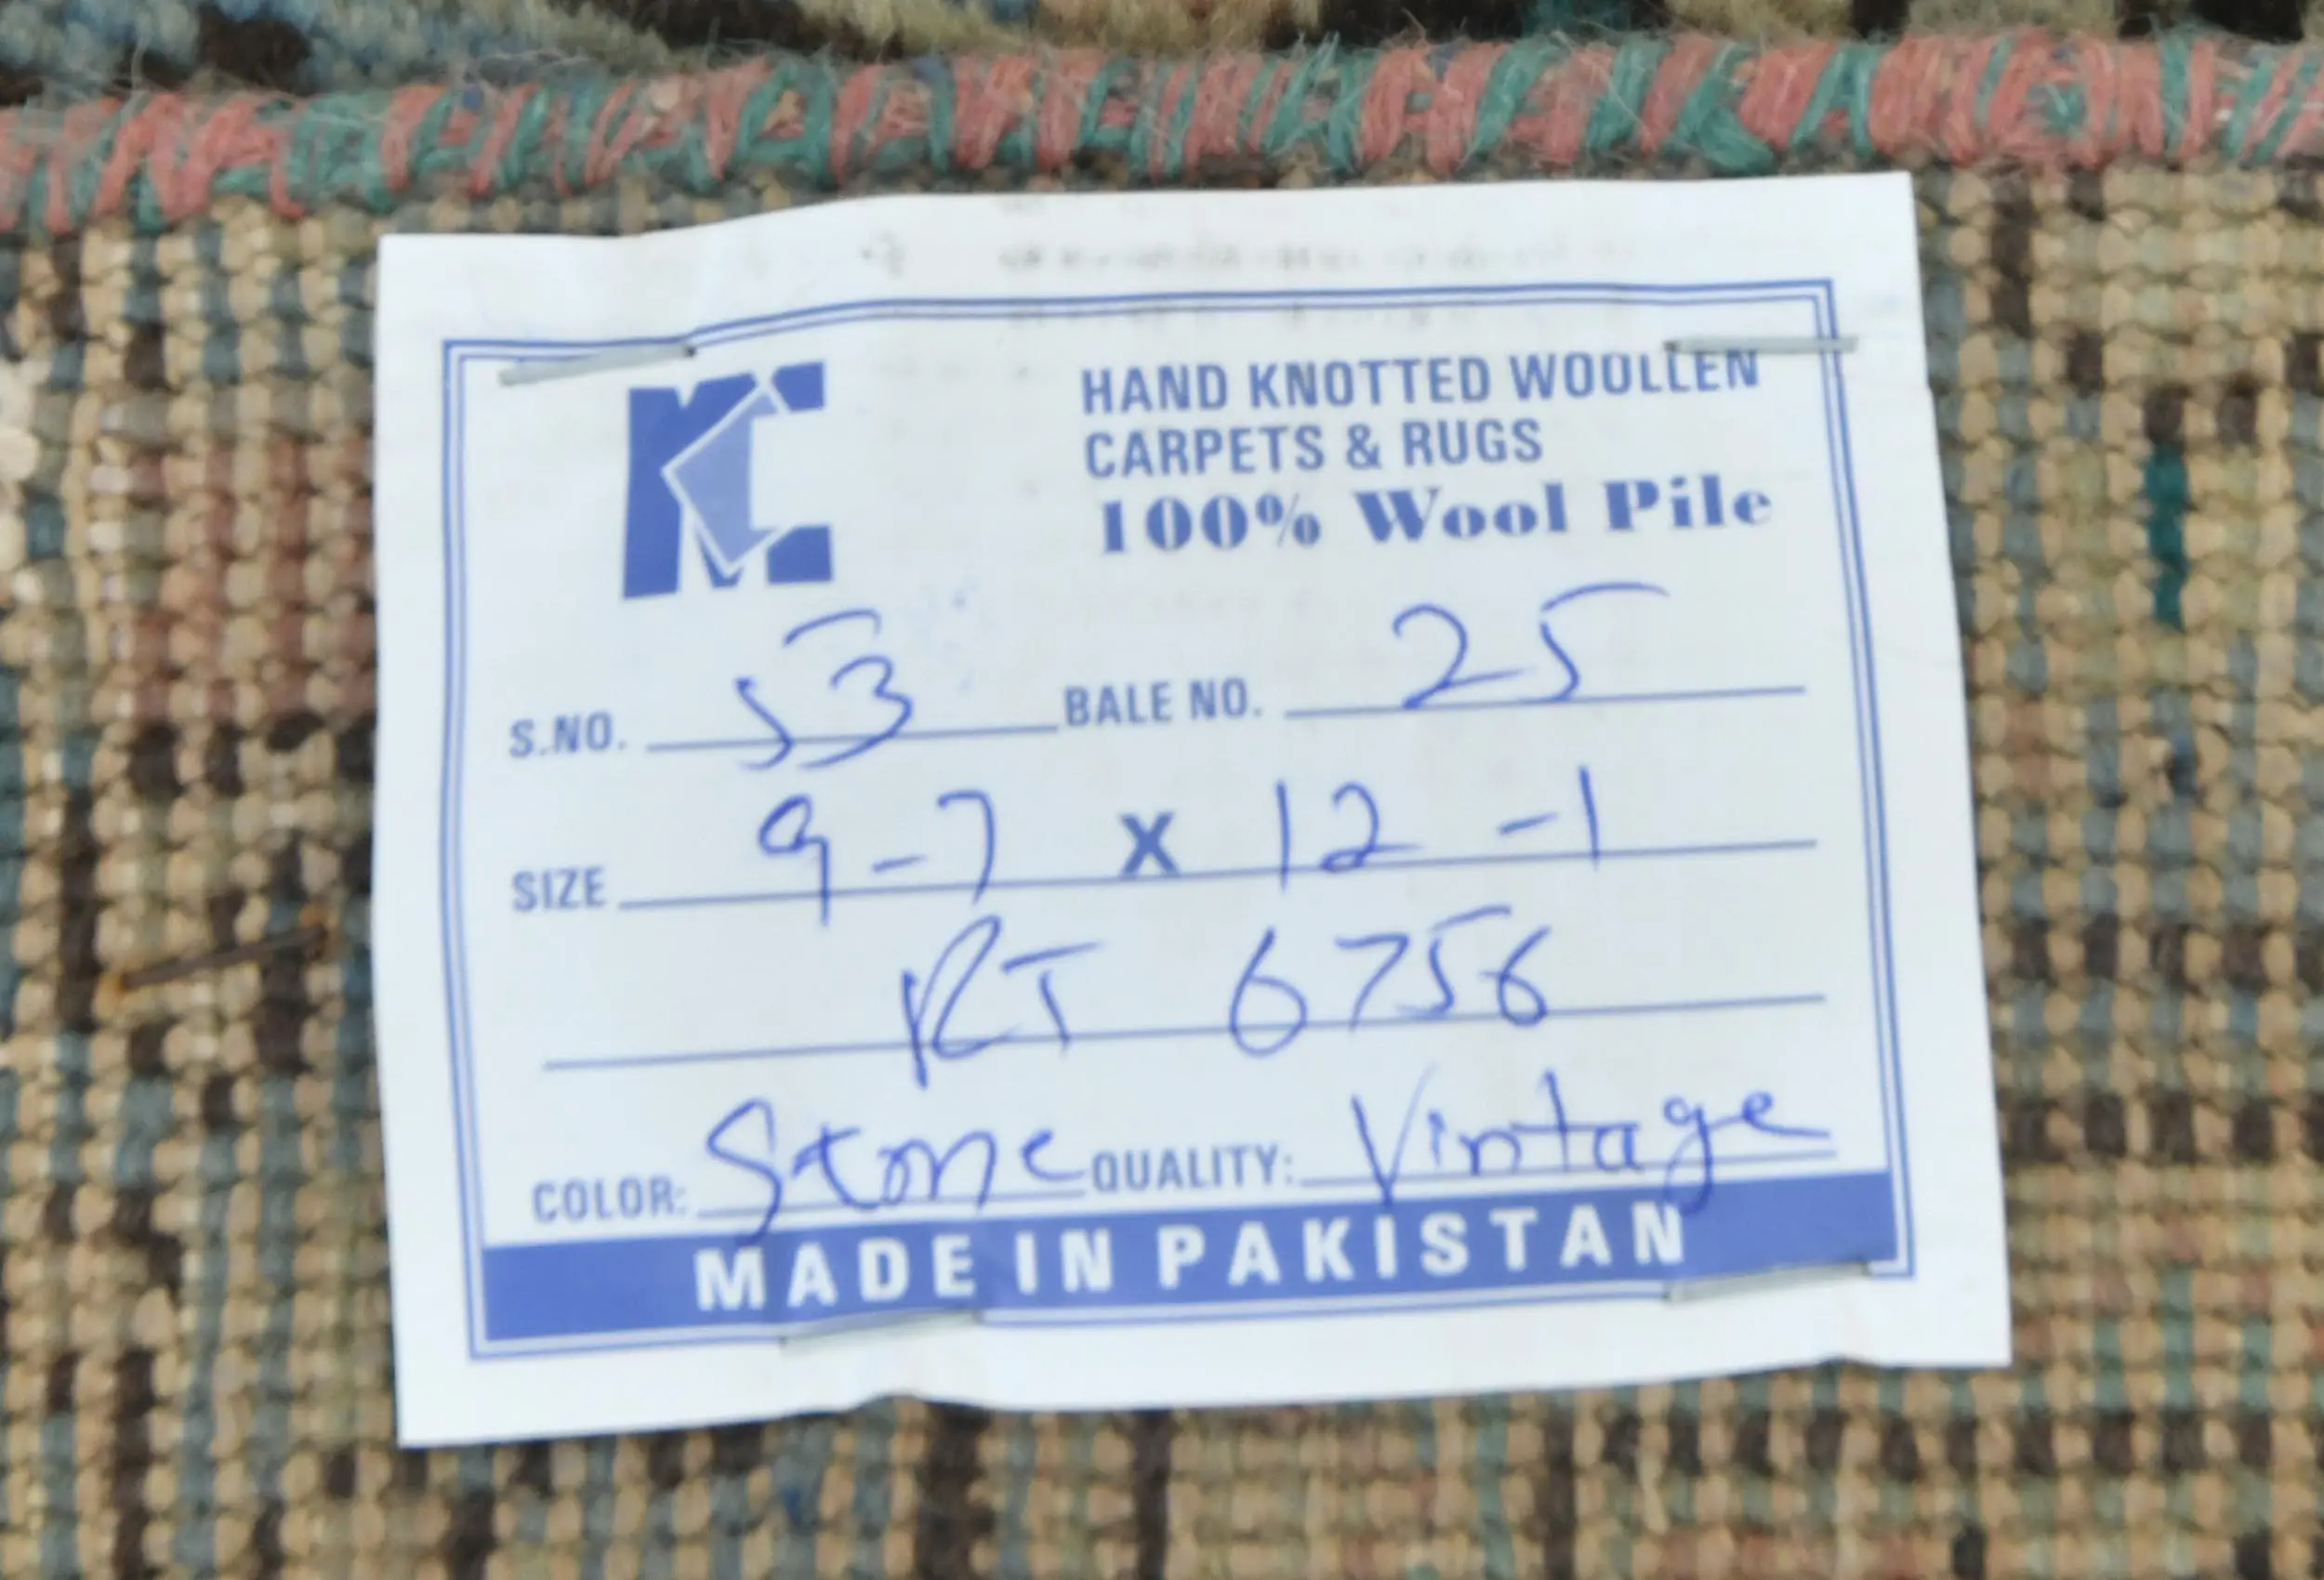 KC
HAND KNOTTED WOOLLEN
CARPETS & RUGS
100% Wool Pile
S.NO. 53 BALE NO. 25
SIZE 9-7 X 12-1
RT 6756
COLOR: Stone QUALITY: Vintage
MADE IN PAKISTAN